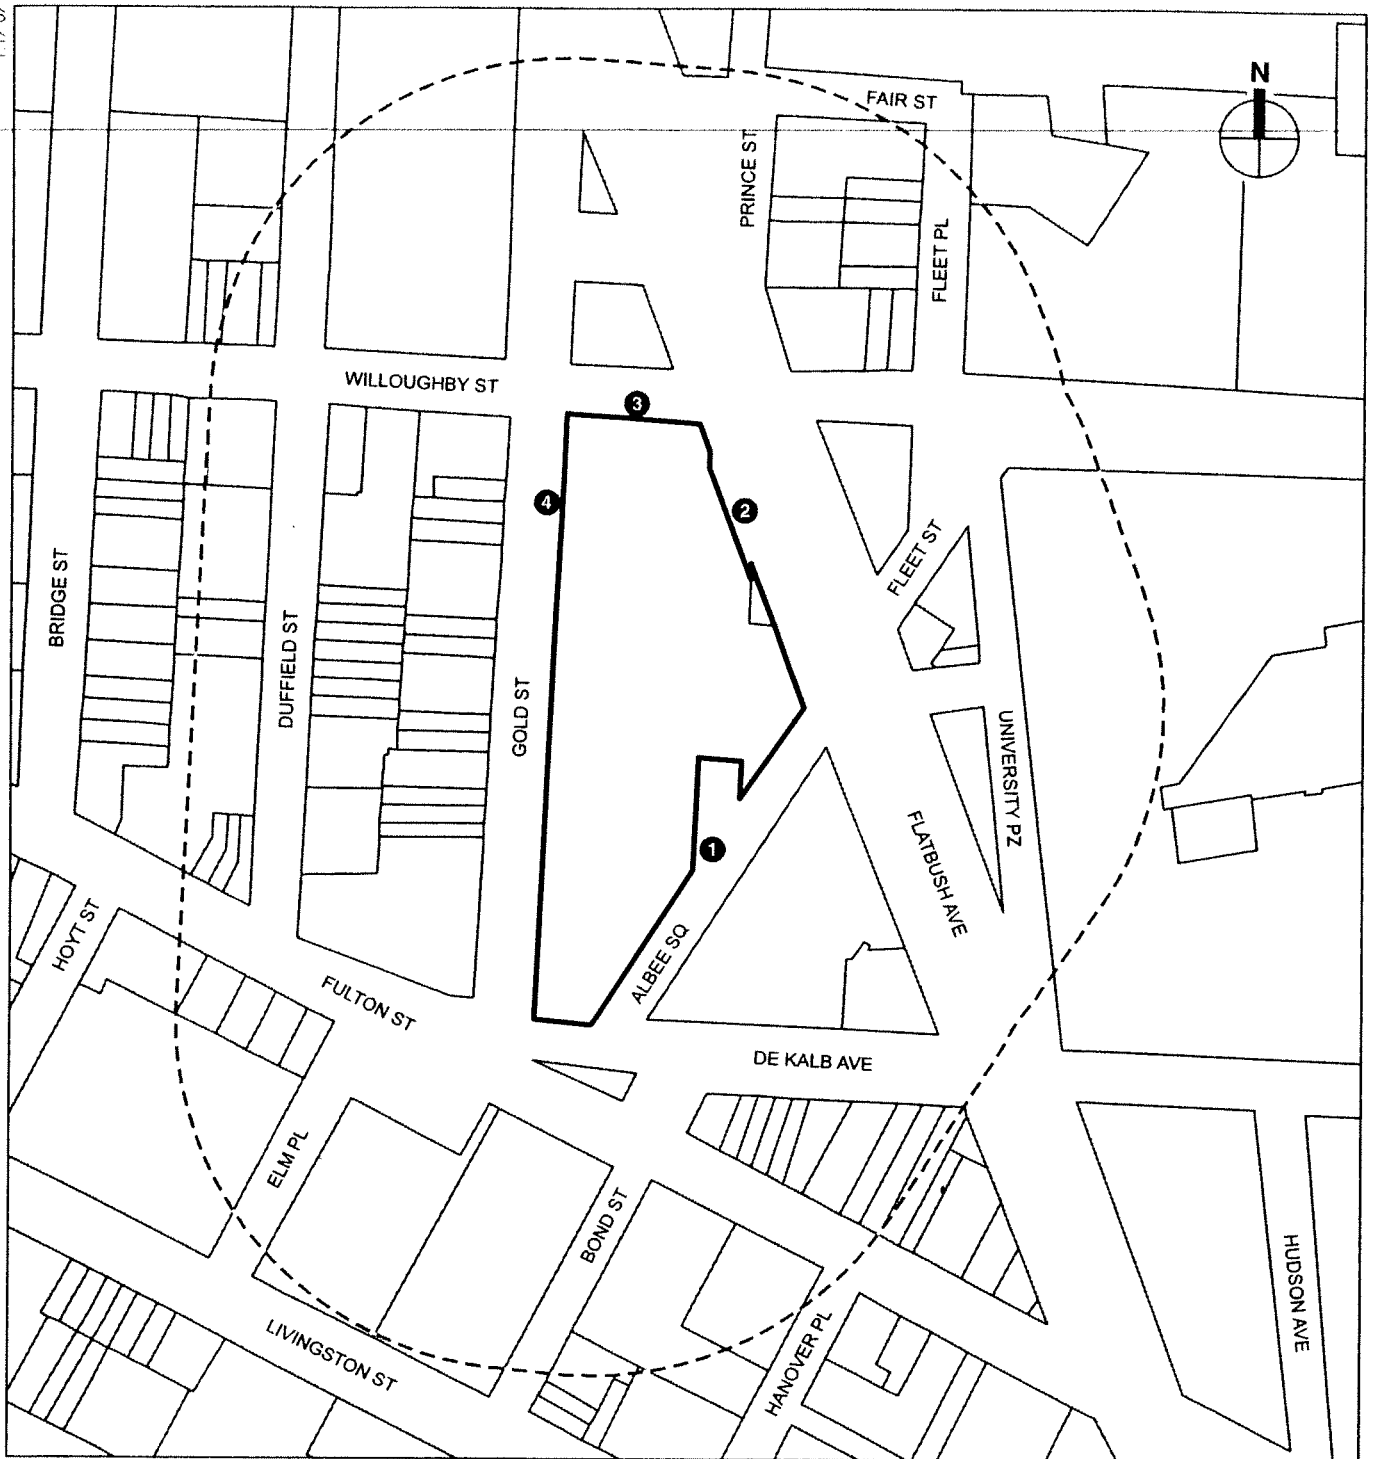 N
FAIR ST
PRINCE ST
FLEET PL
WILLOUGHBY ST
3
4
2
FLEET ST
BRIDGE ST
DUFFIELD ST
GOLD ST
UNIVERSITY PZ
1
FLATBUSH AVE
HOYT ST
ALBEE SQ
FULTON ST
DE KALB AVE
ELM PL
BOND ST
HUDSON AVE
LIVINGSTON ST
HANOVER PL